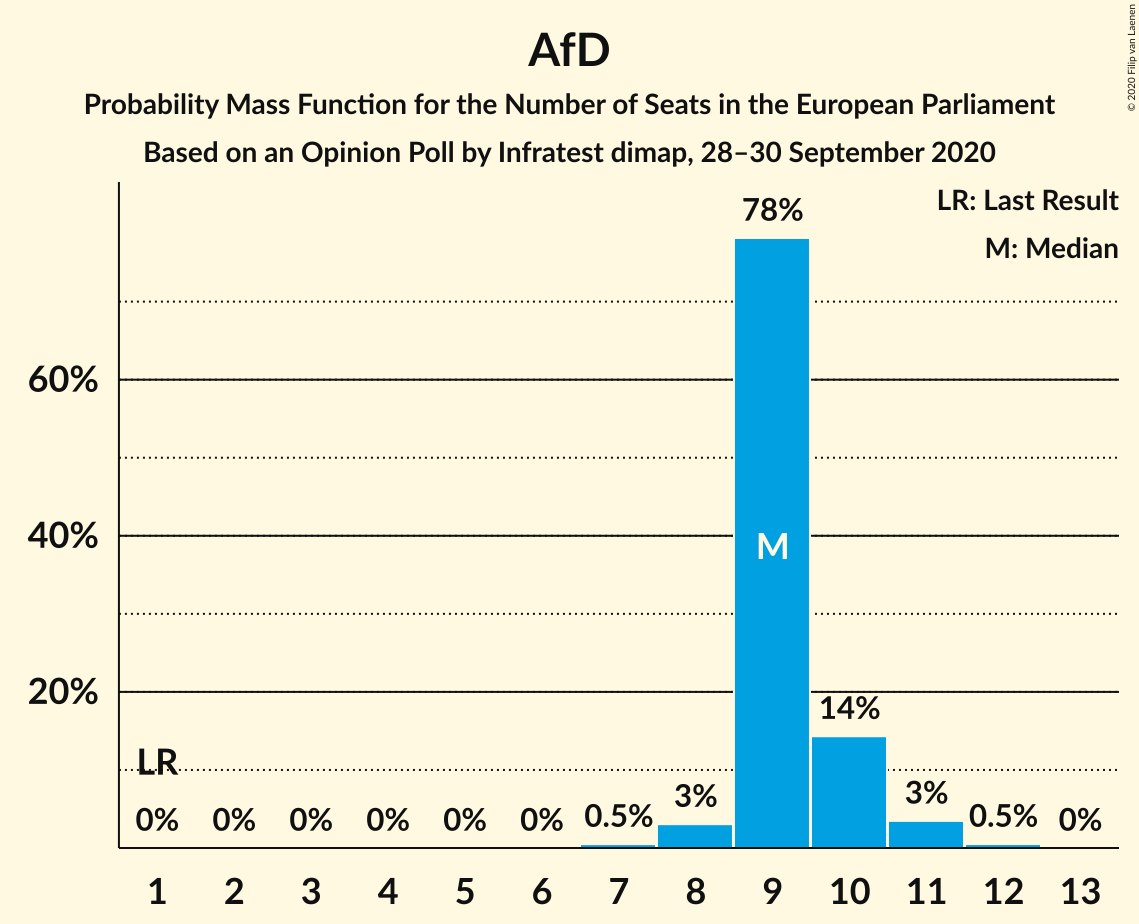 AfD
Probability Mass Function for the Number of Seats in the European Parliament
Based on an Opinion Poll by Infratest dimap, 28–30 September 2020
© 2020 Filip van Laenen
LR: Last Result
M: Median
78%
60%
40%
M
20%
14%
LR
3%
3%
0% 0% 0% 0% 0% 0% 0.5% 0.5% 0%
1 2 3 4 5 6 7 8 9 10 11 12 13